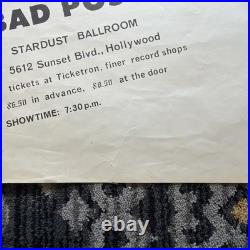 BAD POS
STARDUST BALLROOM
5612 Sunset Blvd., Hollywood
tickets at Ticketron, finer record shops
$6.50 in advance. $8.50 at the door
SHOWTIME: 7:30 p.m.